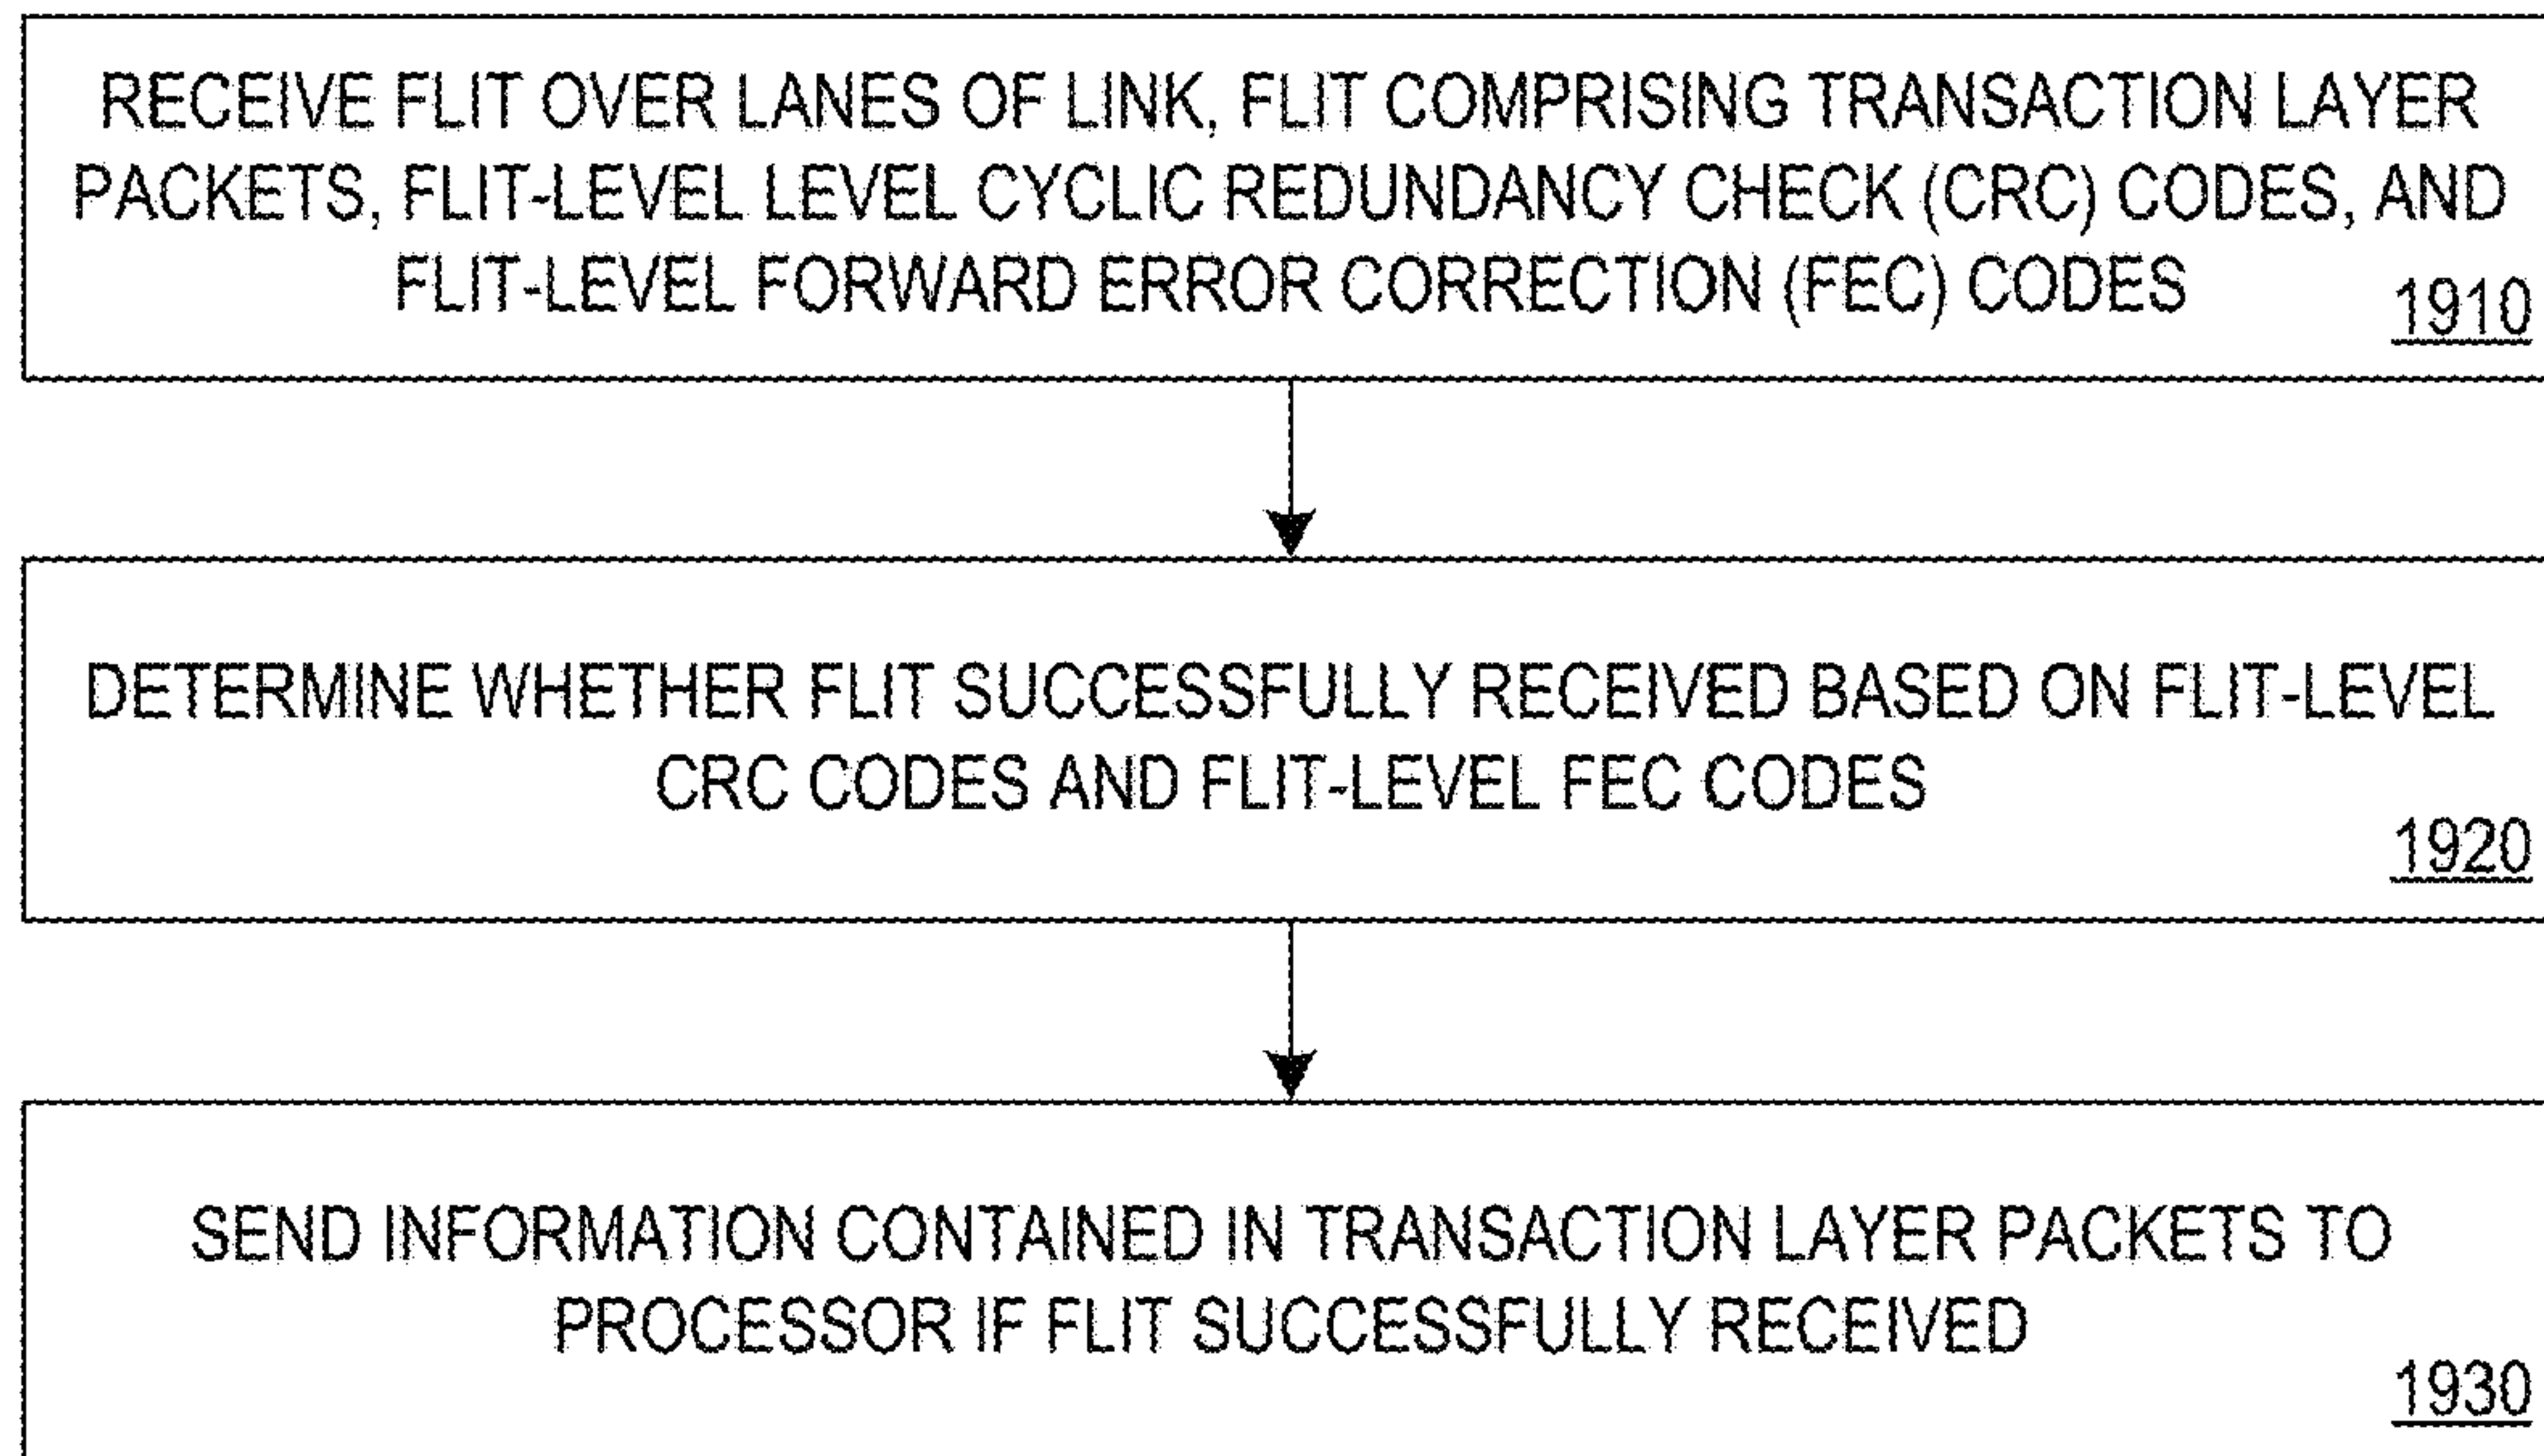 RECEIVE FLIT OVER LANES OF LINK, FLIT COMPRISING TRANSACTION LAYER
PACKETS, FLIT-LEVEL LEVEL CYCLIC REDUNDANCY CHECK (CRC) CODES, AND
FLIT-LEVEL FORWARD ERROR CORRECTION (FEC) CODES
1910
DETERMINE WHETHER FLIT SUCCESSFULLY RECEIVED BASED ON FLIT-LEVEL
CRC CODES AND FLIT-LEVEL FEC CODES
1920
SEND INFORMATION CONTAINED IN TRANSACTION LAYER PACKETS TO
PROCESSOR IF FLIT SUCCESSFULLY RECEIVED
1930